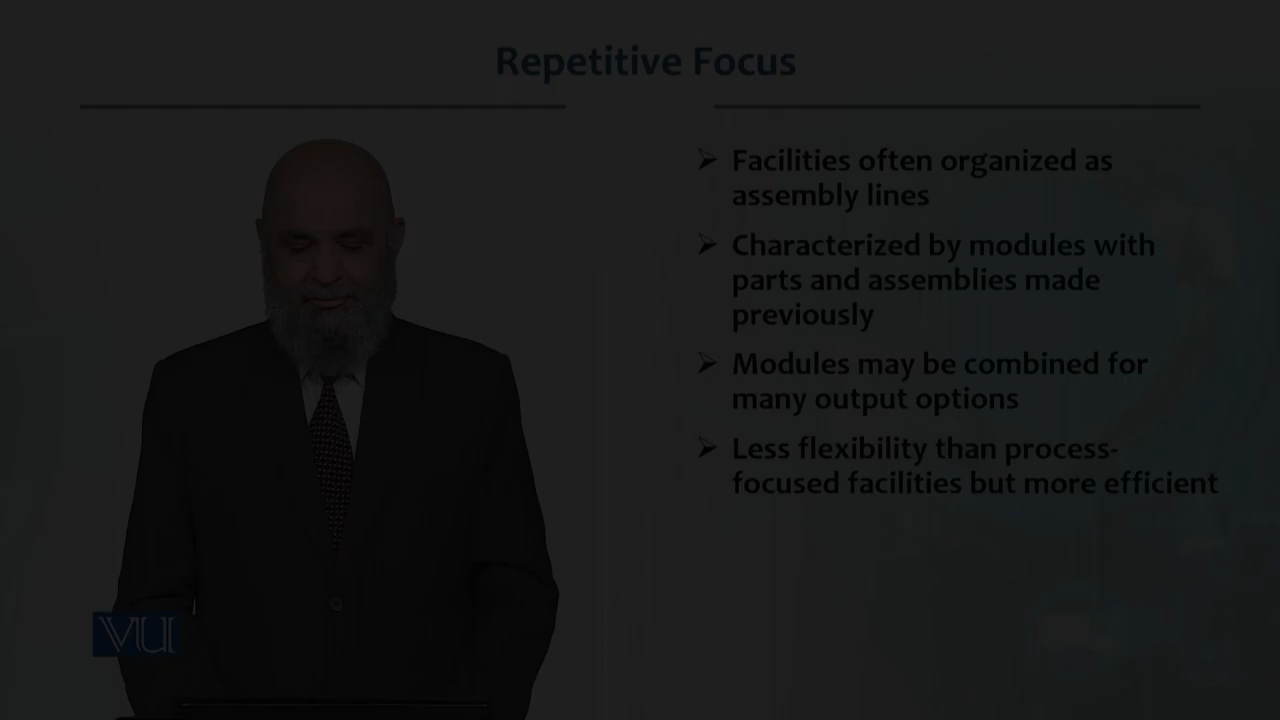 Repetitive Focus
➢ Facilities often organized as
assembly lines
➢ Characterized by modules with
parts and assemblies made
previously
➢ Modules may be combined for
many output options
➢ Less flexibility than process-
focused facilities but more efficient
VU